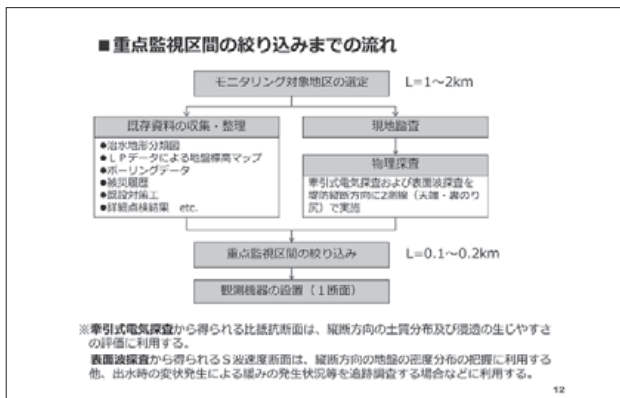 ■重点監視区間の絞り込みまでの流れ
モニタリング対象地区の選定
L=1～2km
既存資料の収集・整理
●治水地形分類図
●ＬＰデータによる地盤標高マップ
●ボーリングデータ
●被災履歴
●既設対策工
●詳細点検結果 etc.
現地踏査
物理探査
牽引式電気探査および表面波探査を
堤防縦断方向に2測線（天端・裏のり
尻）で実施
重点監視区間の絞り込み
L=0.1～0.2km
観測機器の設置（１断面）
※牽引式電気探査から得られる比抵抗断面は、縦断方向の土質分布及び浸透の生じやすさ
の評価に利用する。
表面波探査から得られるＳ波速度断面は、縦断方向の地盤の密度分布の把握に利用する
他、出水時の変状発生による緩みの発生状況等を追跡調査する場合などに利用する。
12